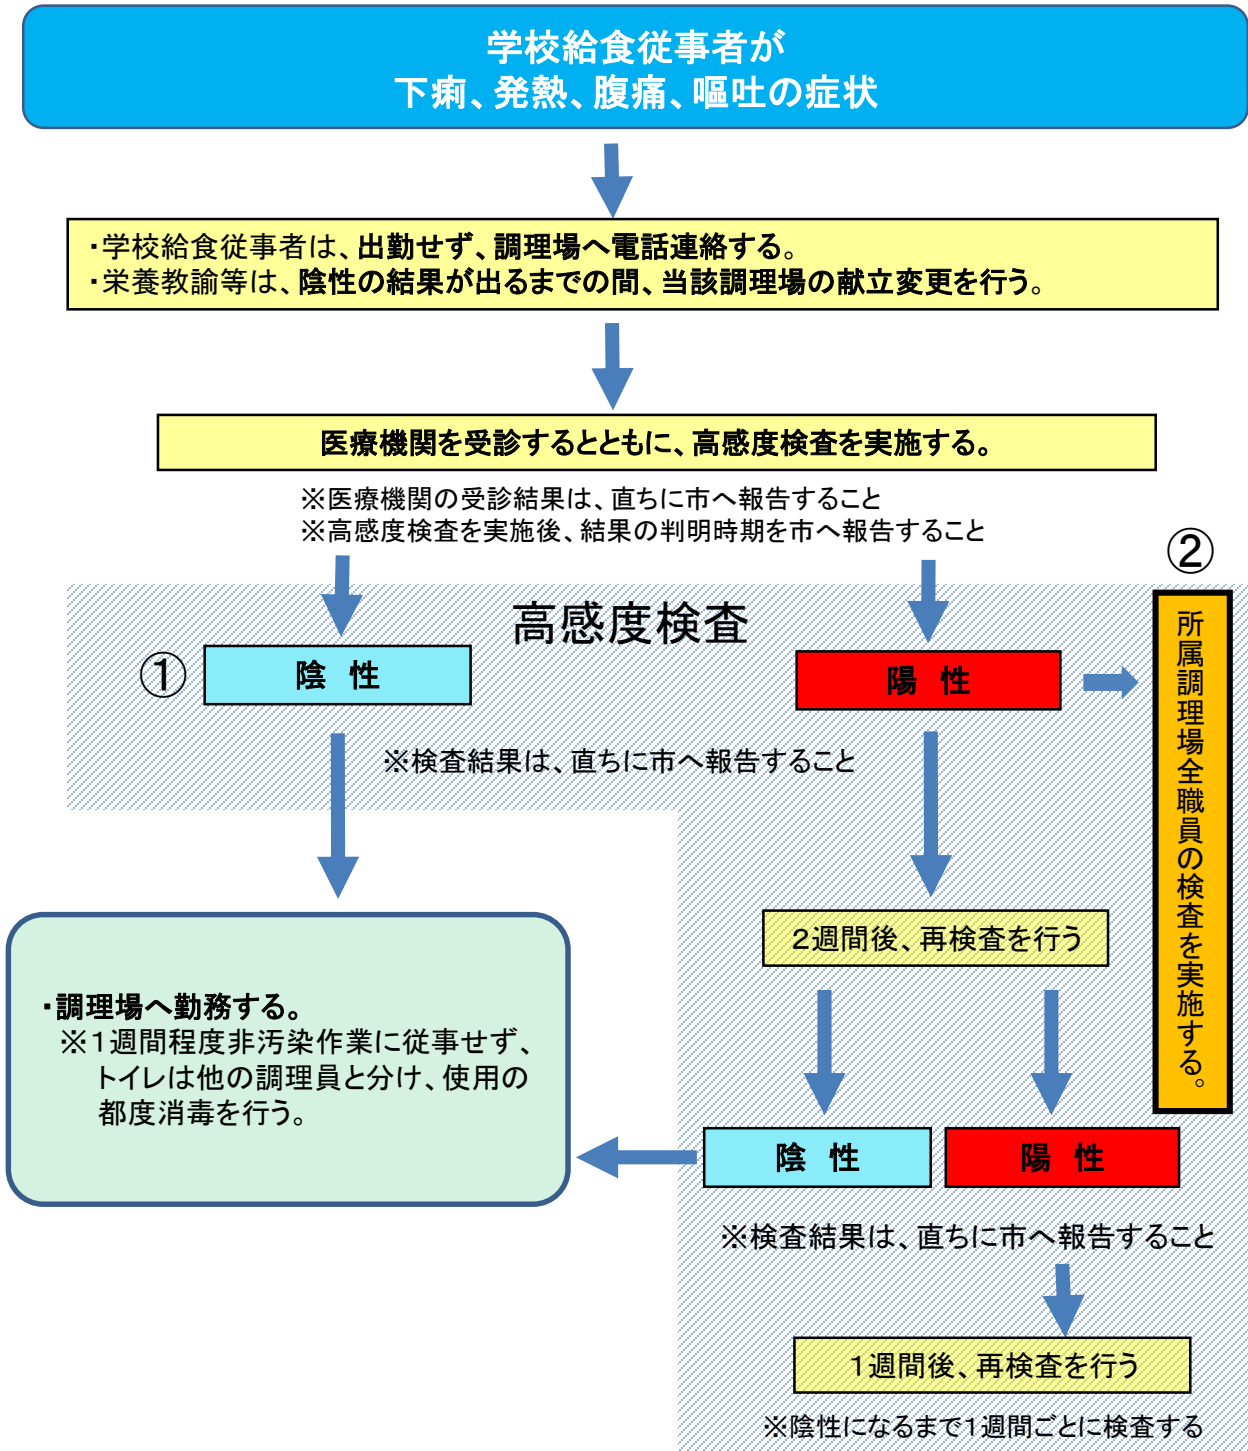 学校給食従事者が
下痢、発熱、腹痛、嘔吐の症状
・学校給食従事者は、出勤せず、調理場へ電話連絡する。
・栄養教諭等は、陰性の結果が出るまでの間、当該調理場の献立変更を行う。
医療機関を受診するとともに、高感度検査を実施する。
※医療機関の受診結果は、直ちに市へ報告すること
※高感度検査を実施後、結果の判明時期を市へ報告すること
高感度検査
①
陰 性
陽 性
②
所属調理場全職員の検査を実施する。
※検査結果は、直ちに市へ報告すること
2週間後、再検査を行う
・調理場へ勤務する。
※1週間程度非汚染作業に従事せず、
トイレは他の調理員と分け、使用の
都度消毒を行う。
陰 性
陽 性
※検査結果は、直ちに市へ報告すること
1週間後、再検査を行う
※陰性になるまで1週間ごとに検査する